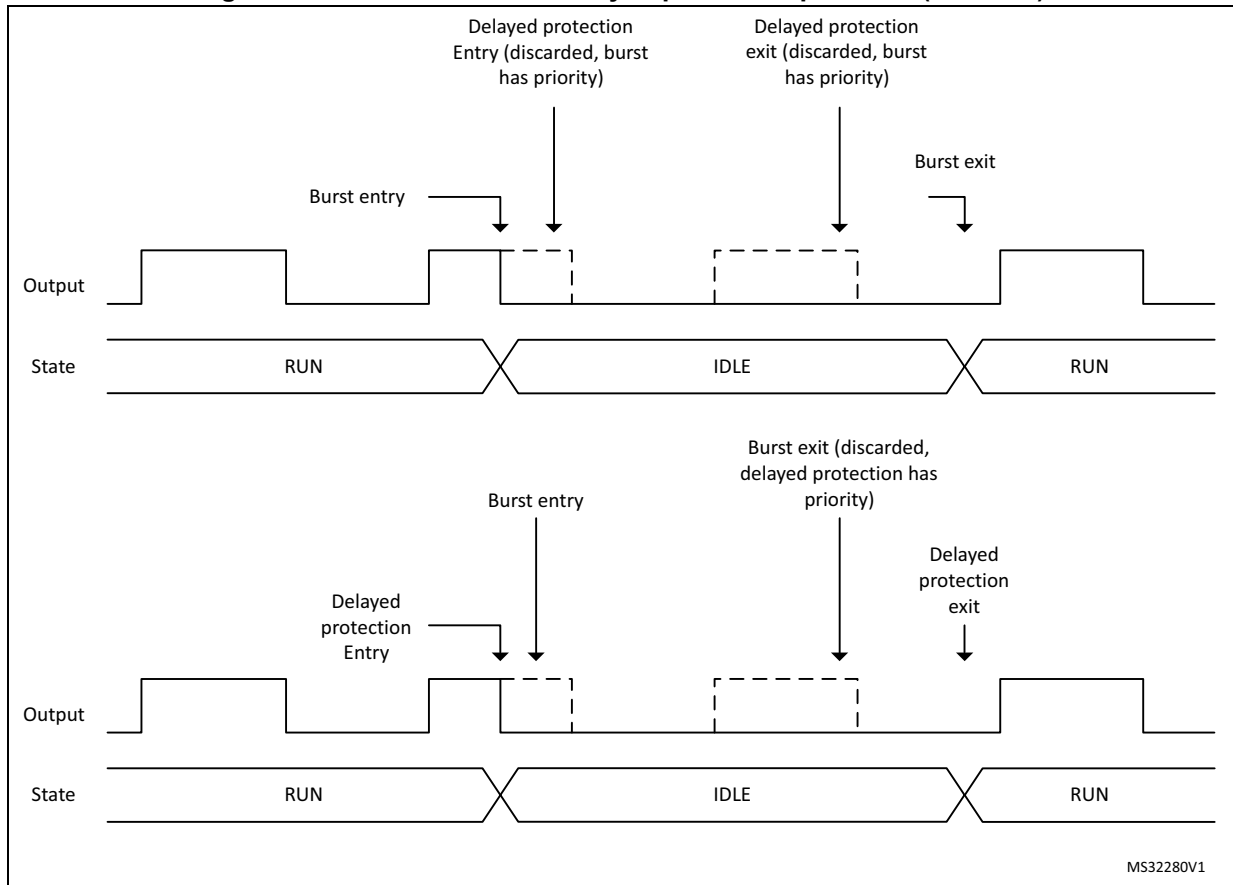 Delayed protection
Entry (discarded, burst
has priority)
Delayed protection
exit (discarded, burst
has priority)
Burst entry
Burst exit
Output
State
RUN
IDLE
RUN
Burst exit (discarded,
delayed protection has
priority)
Burst entry
Delayed
protection
exit
Delayed
protection
Entry
Output
State
RUN
IDLE
RUN
MS32280V1